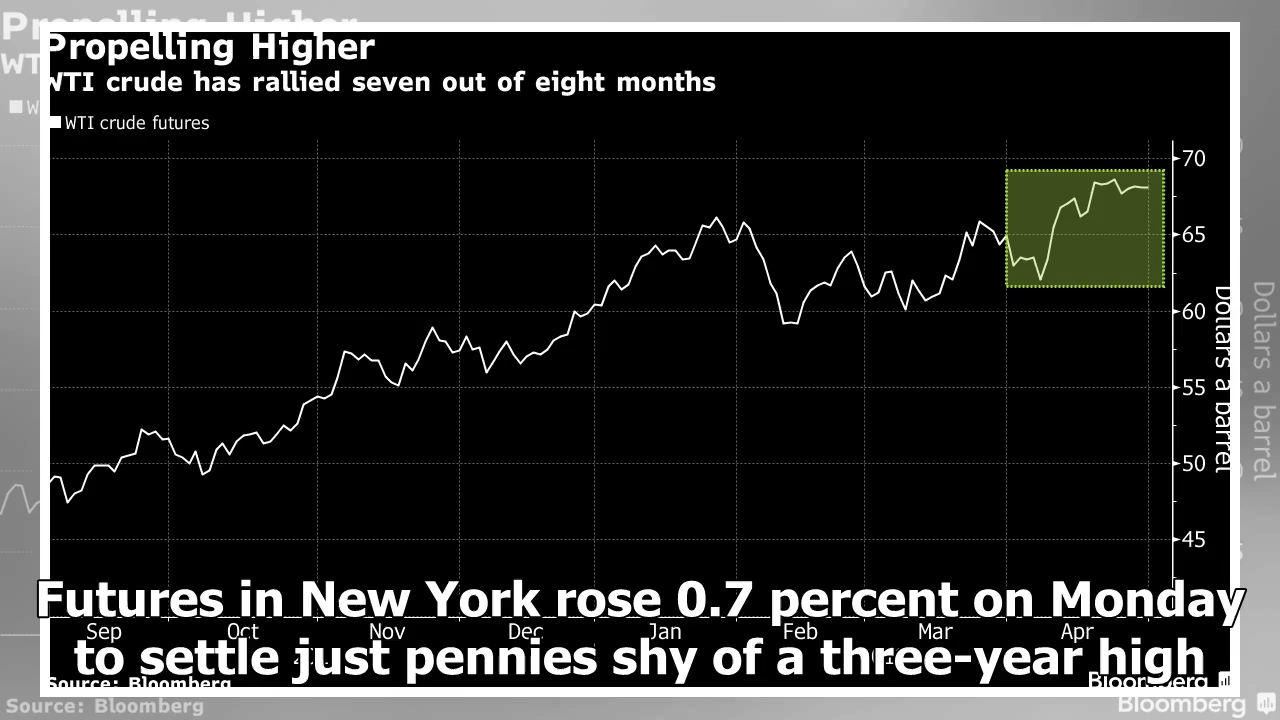 Propelling Higher
WTI crude has rallied seven out of eight months
WTI crude futures
70
65
60
55
50
45
Dollars a barrel
Dollars a barrel
Futures in New York rose 0.7 percent on Monday
Sep Oct Nov Dec Jan Feb Mar Apr
to settle just pennies shy of a three-year high
Source: Bloomberg
Bloomberg
Source: Bloomberg
Bloomberg